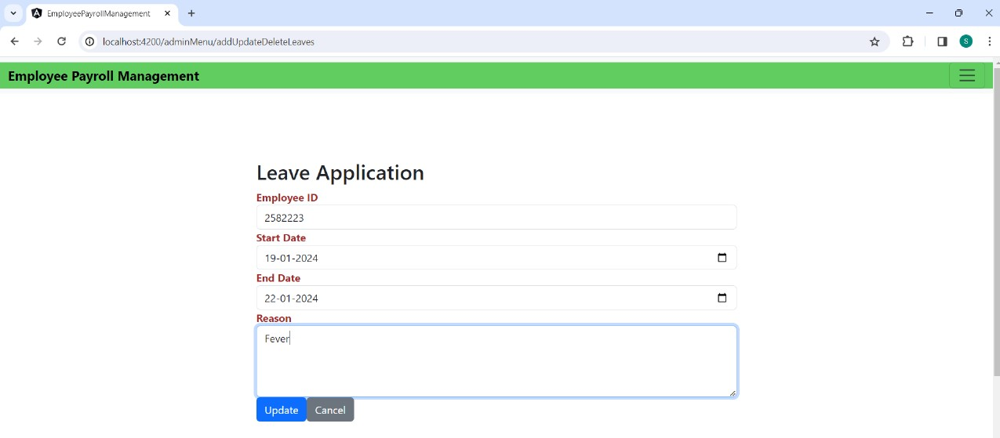 EmployeePayrollManagement
localhost:4200/adminMenu/addUpdateDeleteLeaves
S
Employee Payroll Management
Leave Application
Employee ID
2582223
Start Date
19-01-2024
End Date
22-01-2024
Reason
Fever
Update Cancel